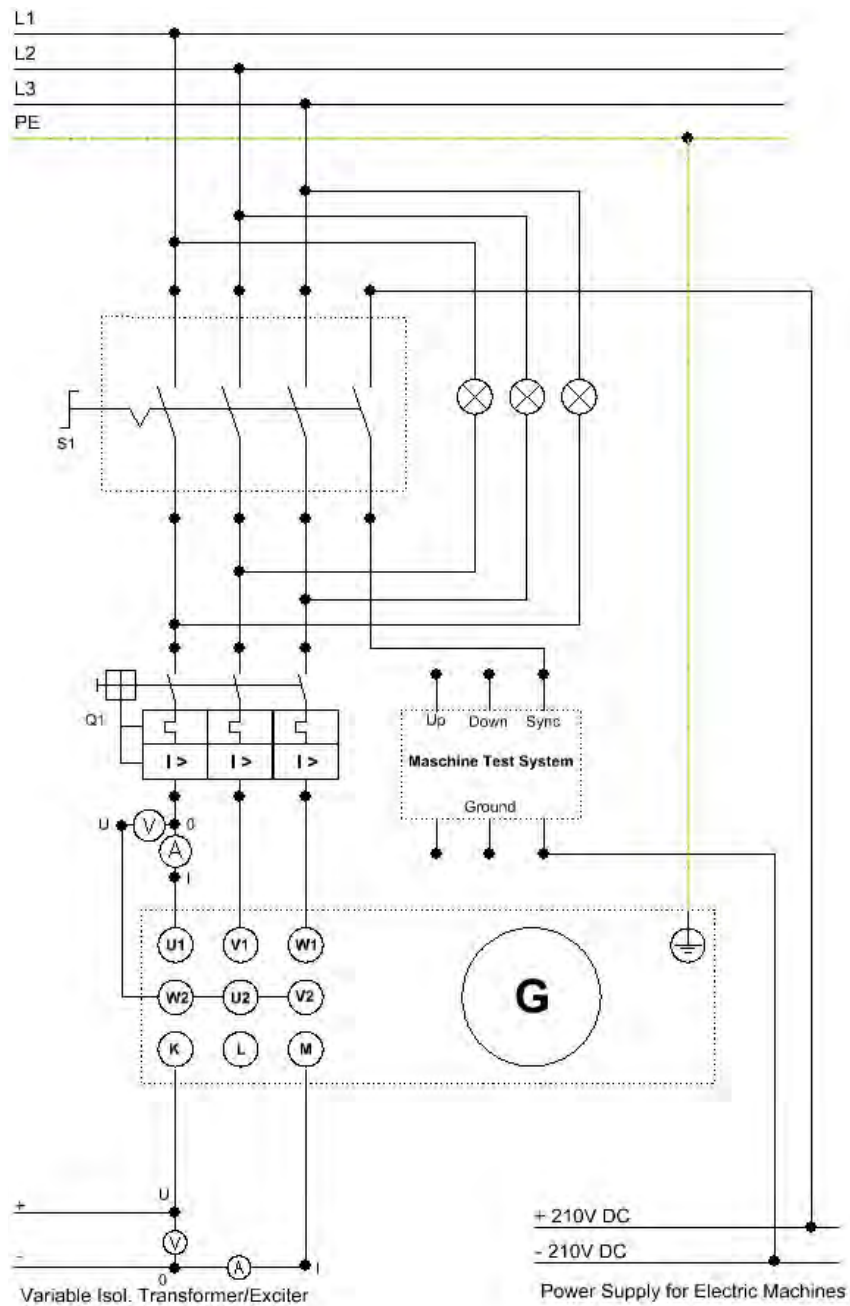 L1
L2
L3
PE
S1
Up Down Sync
Q1
I > I > I >
Maschine Test System
Ground
U V 0
A
I
U1 V1 W1
W2 U2 V2
G
K L M
U
+
V
+ 210V DC
-
A I
- 210V DC
0
Variable Isol. Transformer/Exciter
Power Supply for Electric Machines